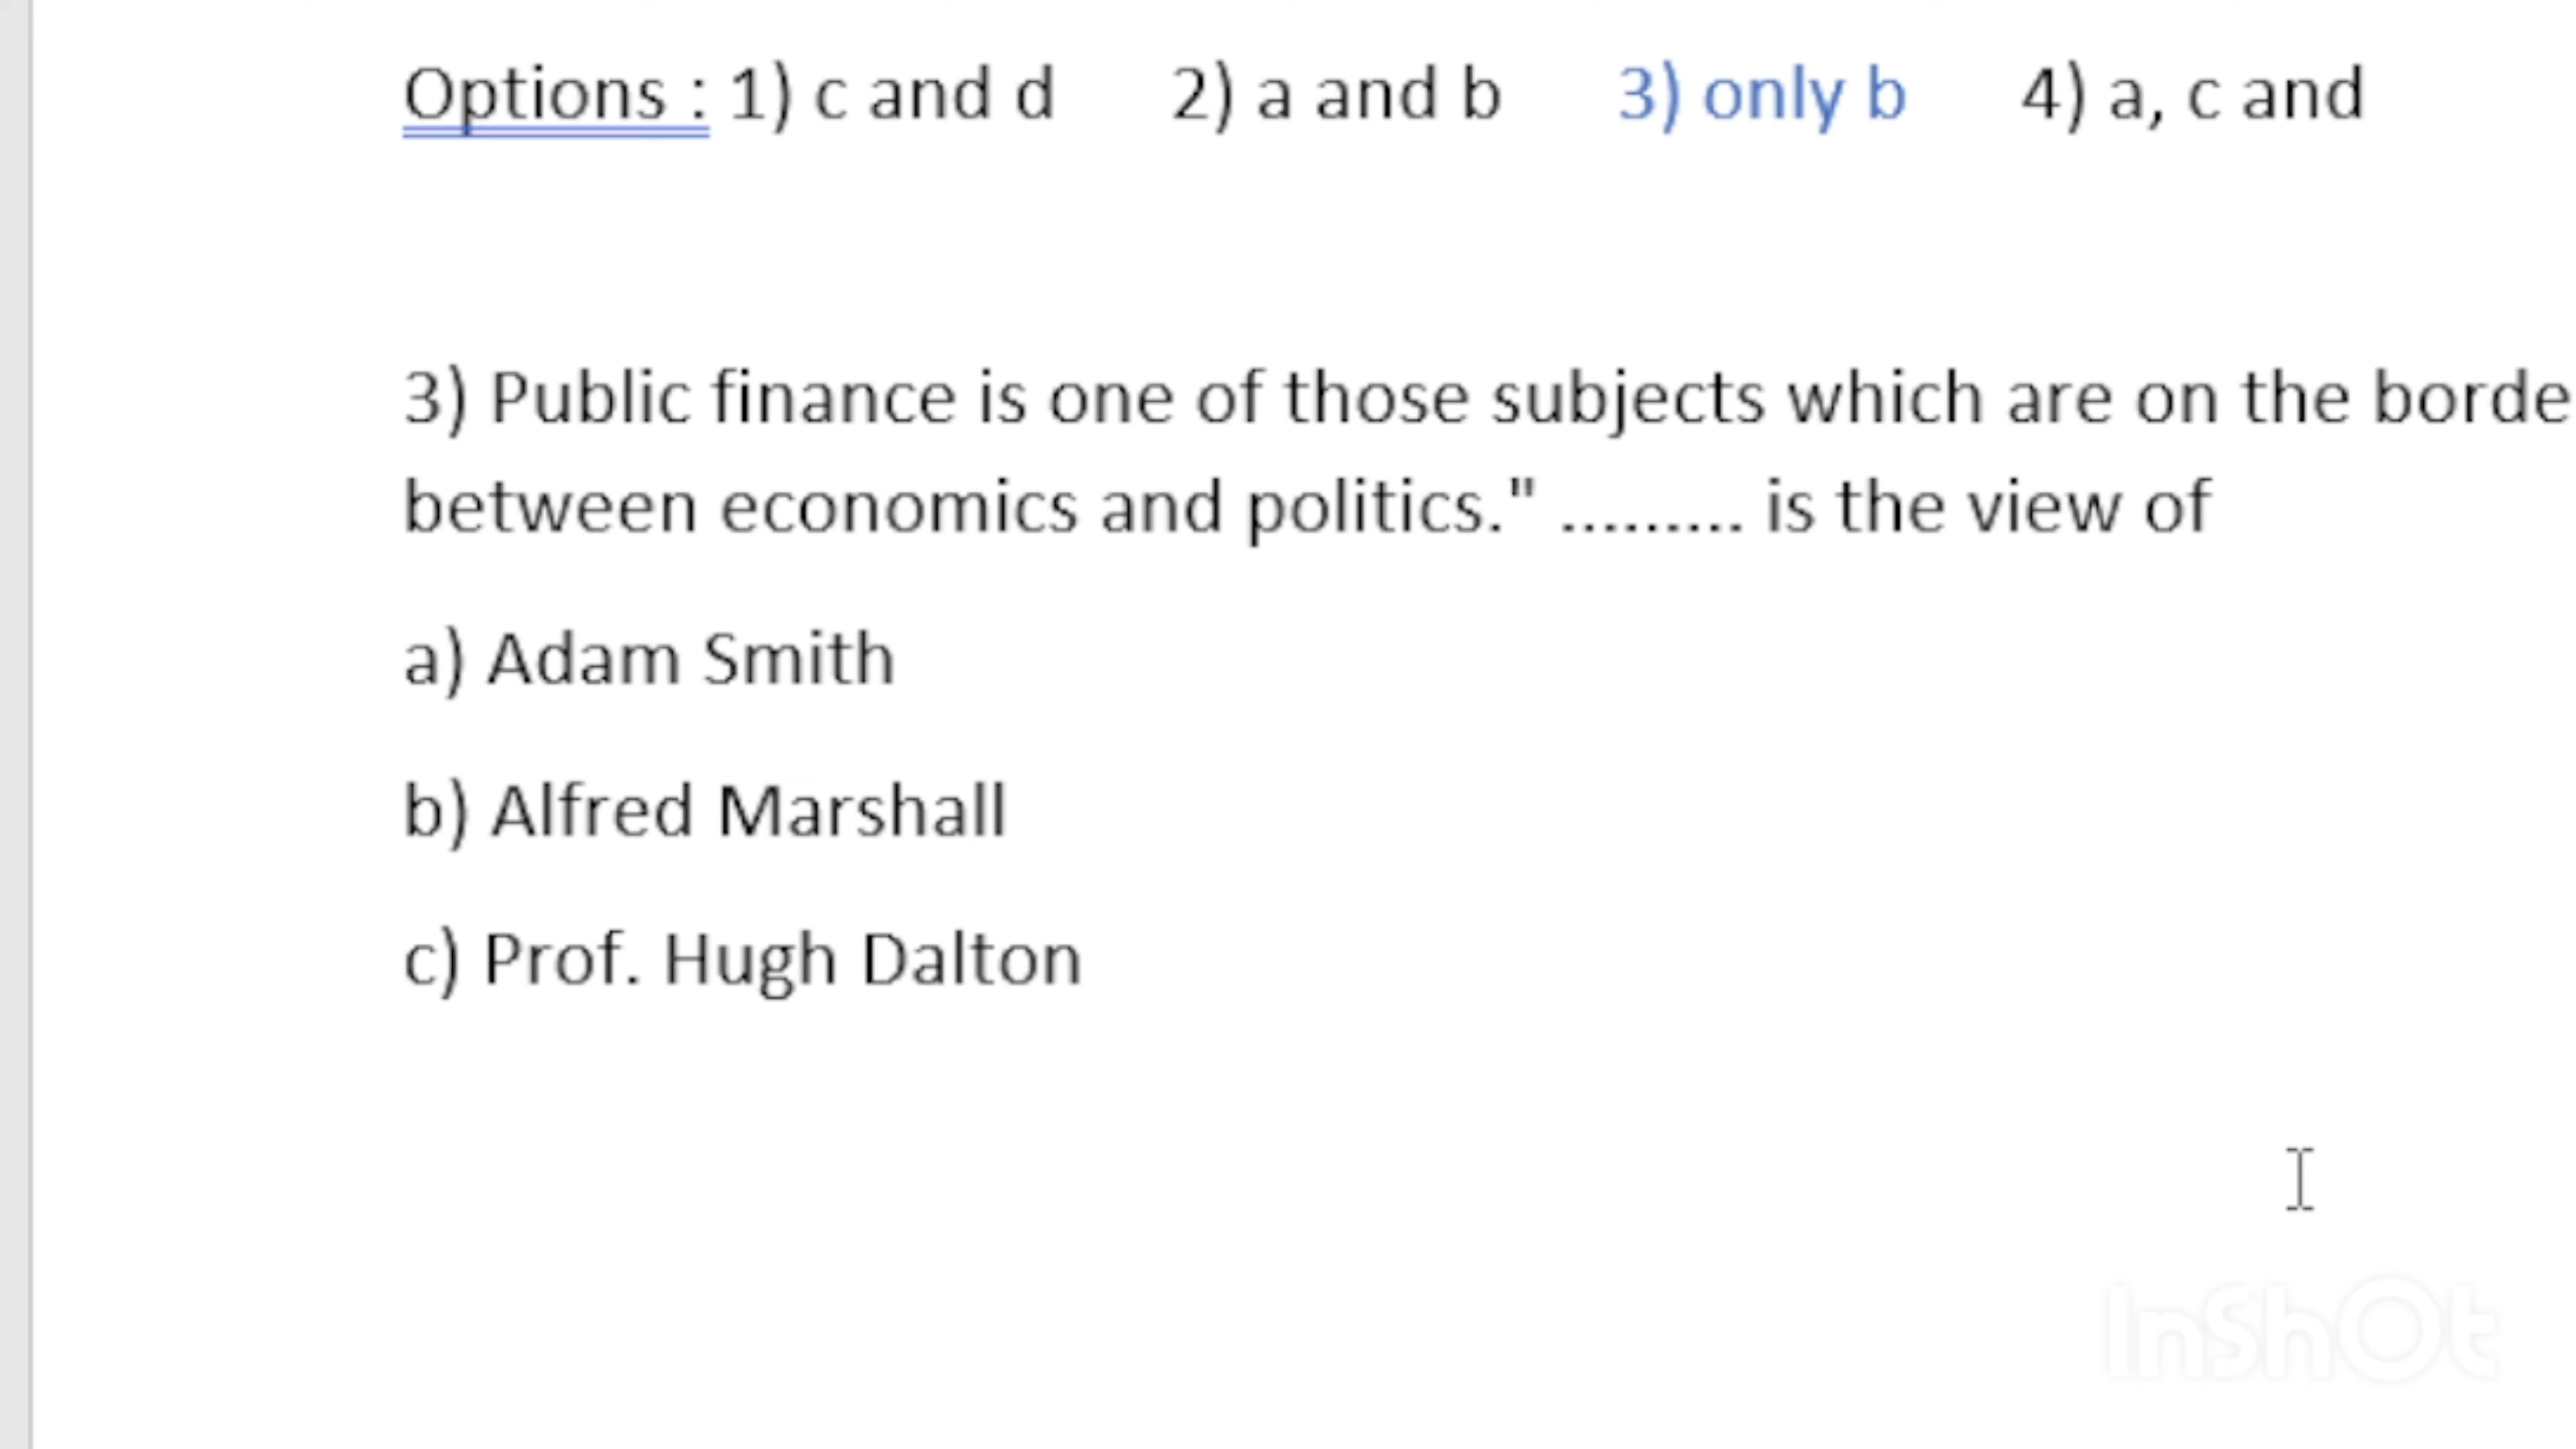 Options : 1) c and d 2) a and b 3) only b 4) a, c and
3) Public finance is one of those subjects which are on the borde
between economics and politics." ......... is the view of
a) Adam Smith
b) Alfred Marshall
c) Prof. Hugh Dalton
InShOt